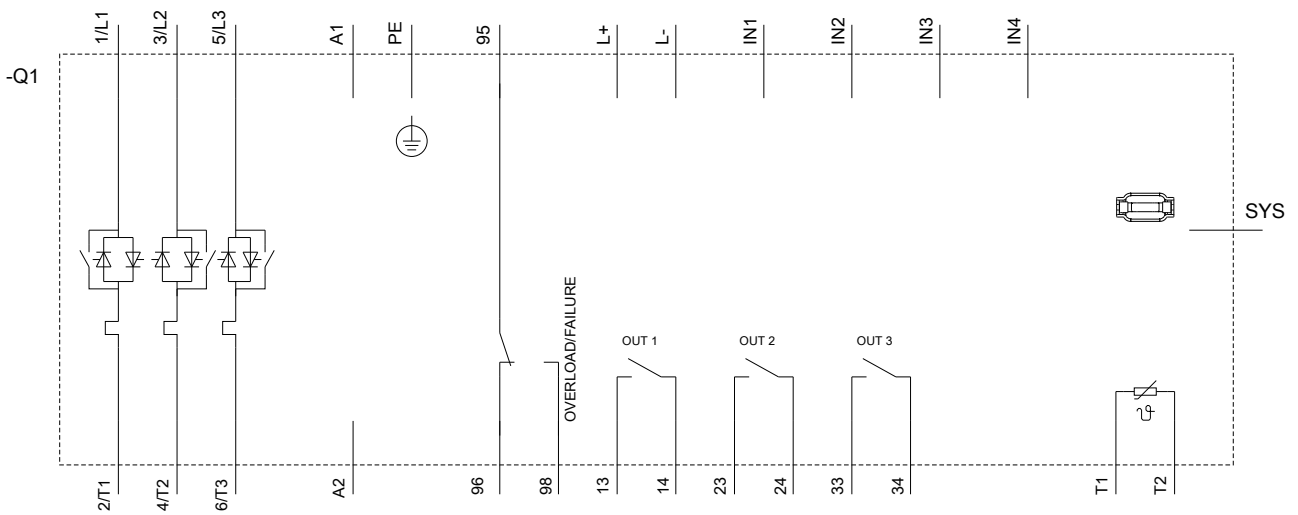 1/L1
3/L2
5/L3
A1
PE
95
L+
L-
IN1
IN2
IN3
IN4
-Q1
SYS
OVERLOAD/FAILURE
OUT 1
OUT 2
OUT 3
ϑ
2/T1
4/T2
6/T3
A2
96
98
13
14
23
24
33
34
T1
T2